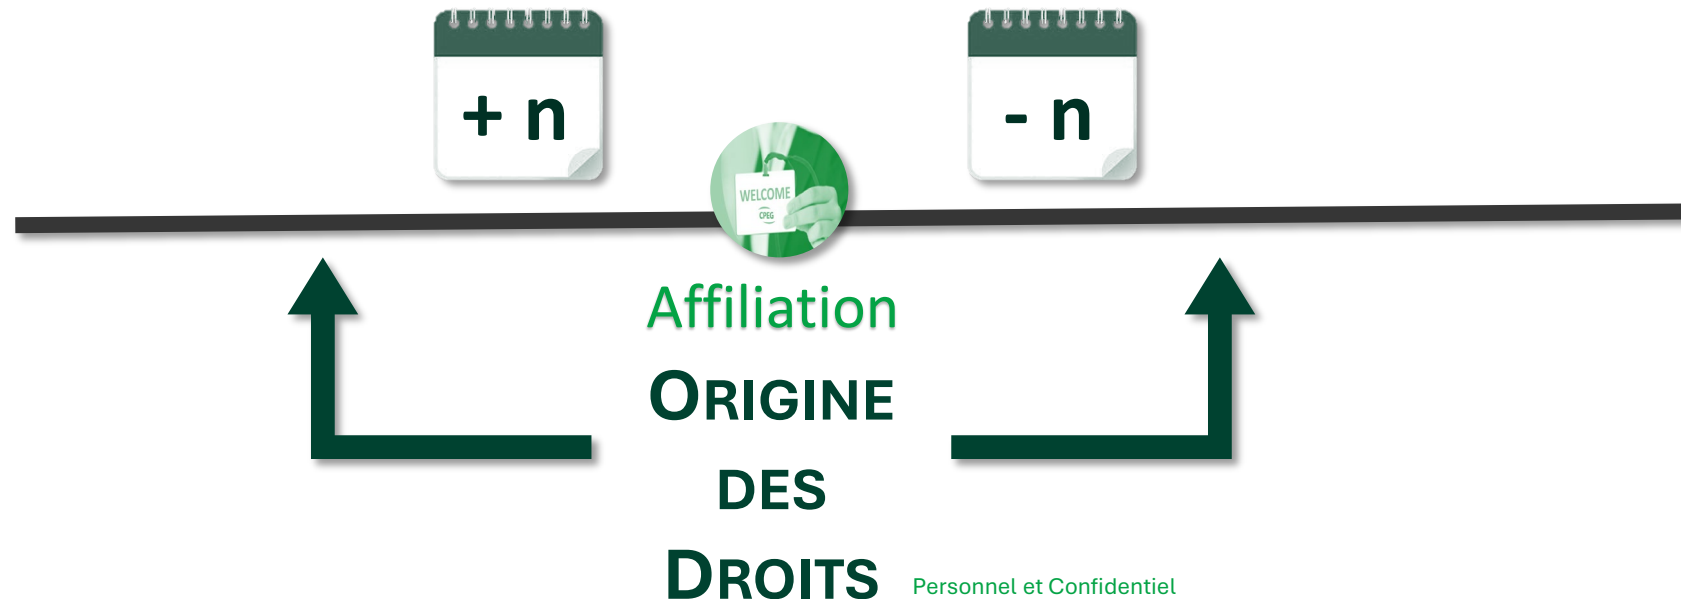 + n
- n
WELCOME
CPEG
Affiliation
ORIGINE
DES
DROITS
Personnel et Confidentiel